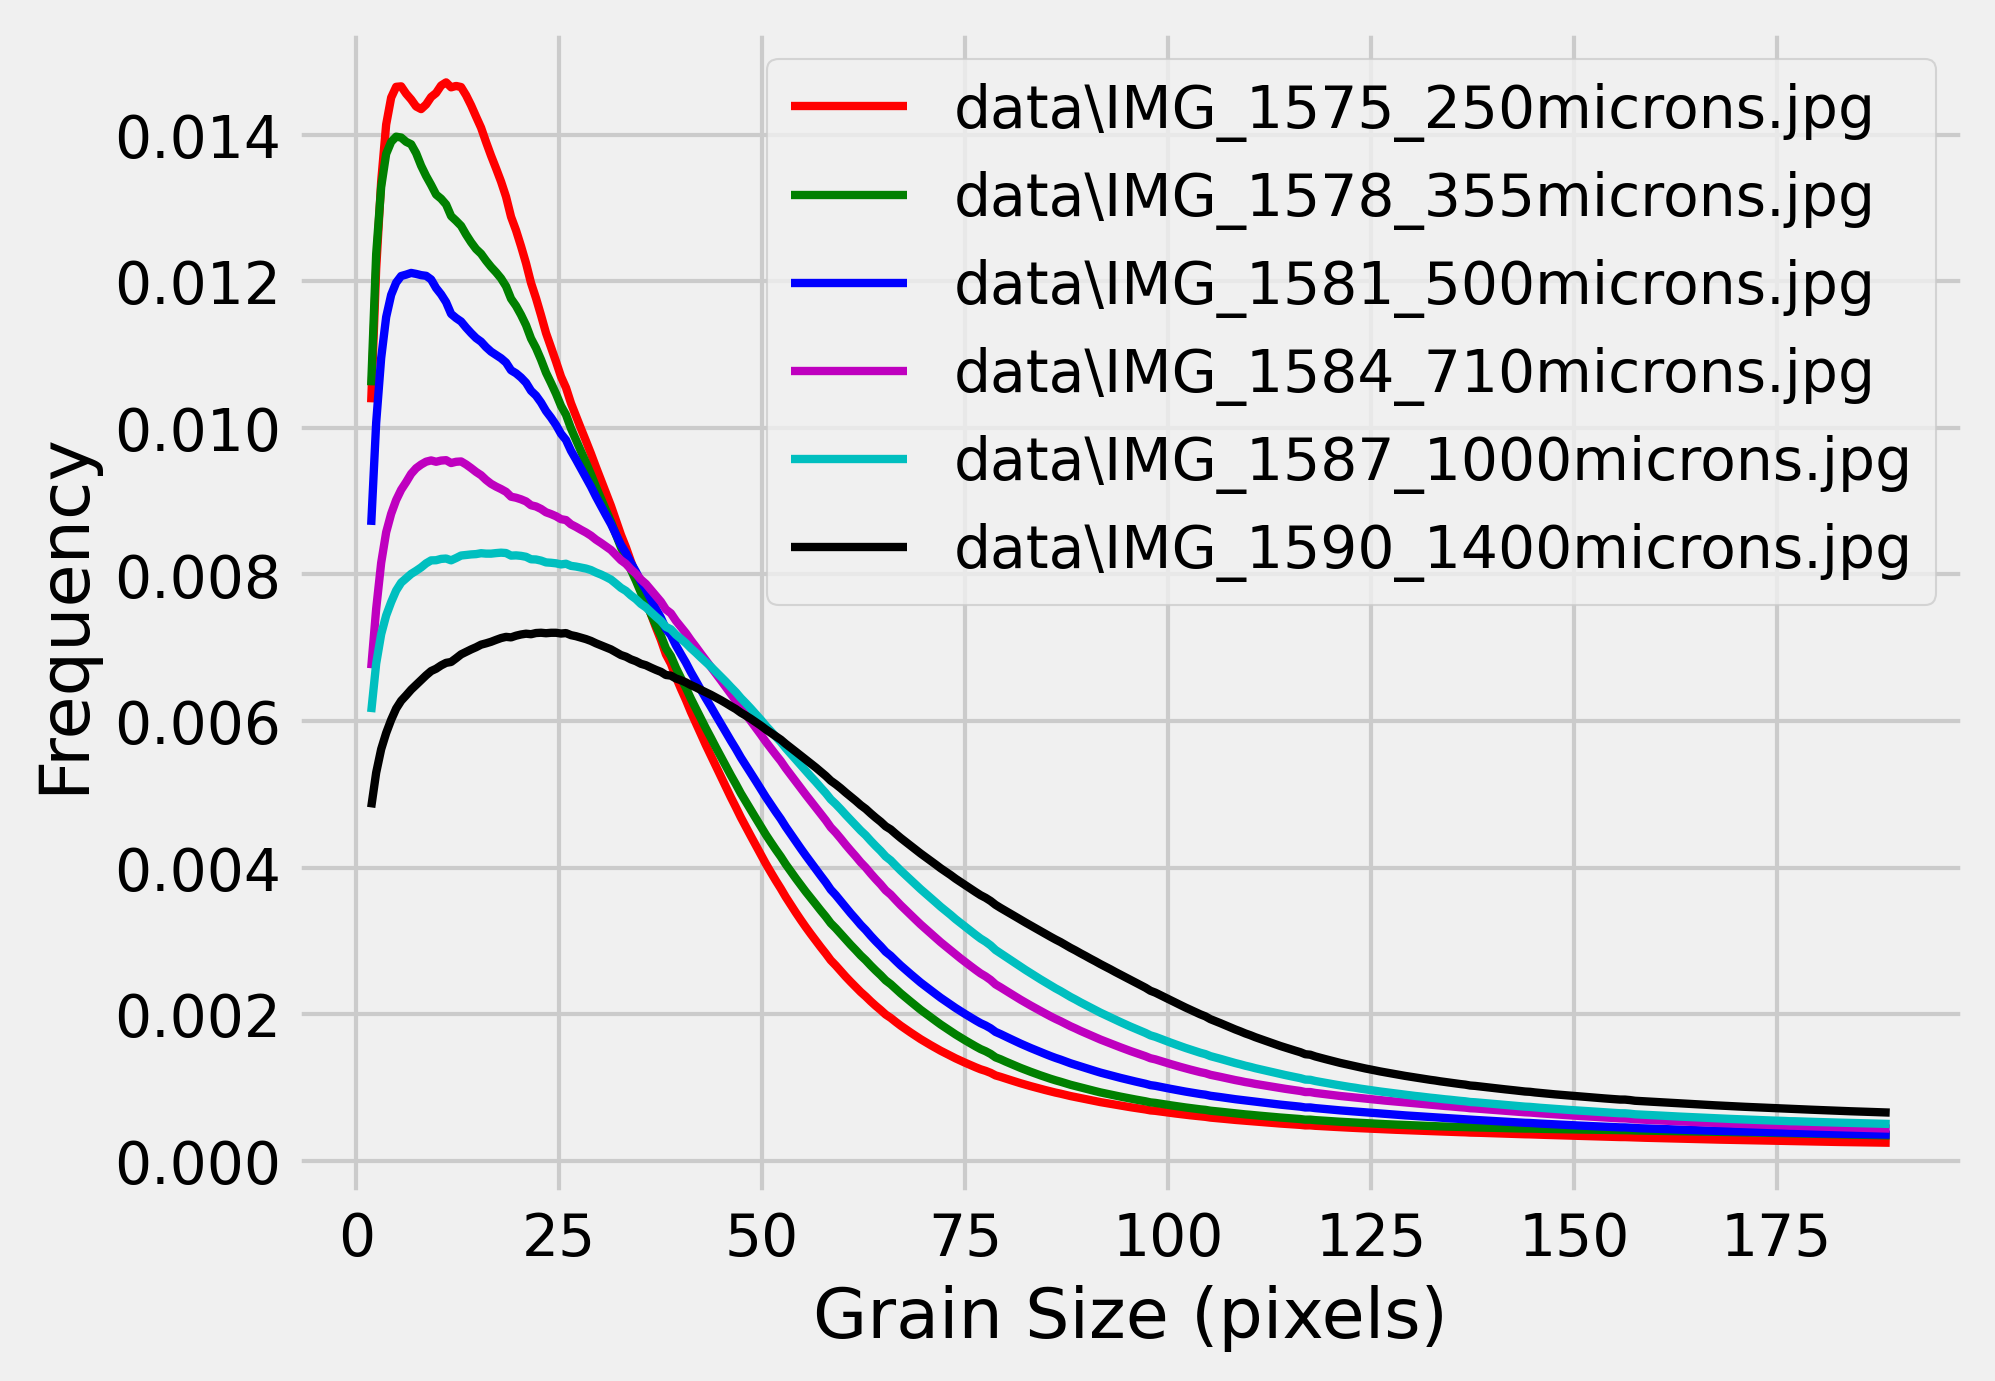 data\IMG_1575_250microns.jpg
data\IMG_1578_355microns.jpg
data\IMG_1581_500microns.jpg
data\IMG_1584_710microns.jpg
data\IMG_1587_1000microns.jpg
data\IMG_1590_1400microns.jpg
Frequency
0.014
0.012
0.010
0.008
0.006
0.004
0.002
0.000
0 25 50 75 100 125 150 175
Grain Size (pixels)